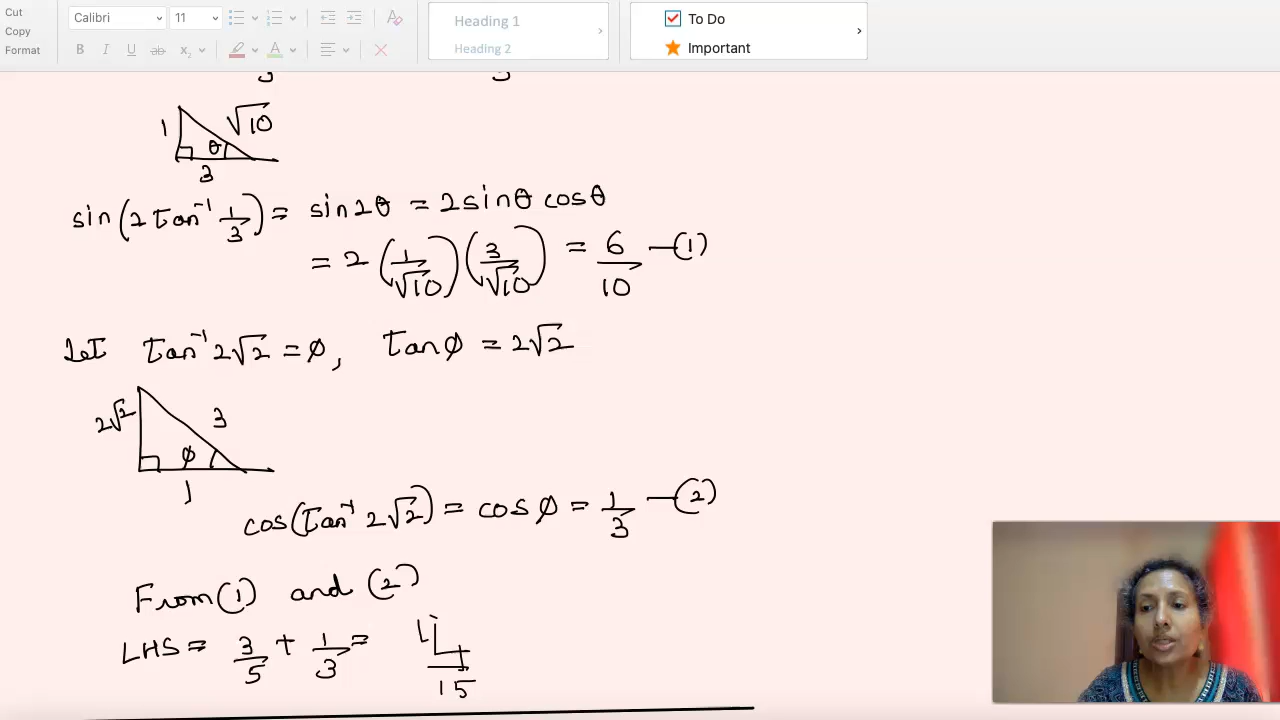 Cut
Copy
Format
Calibri 11
B I U ab x₂ A
Heading 1
Heading 2
To Do
Important
1 √10
θ
3
sin(2 tan⁻¹ 1/3) = sin2θ = 2sinθ cosθ
= 2 (1/√10)(3/√10) = 6/10 —(1)
Let tan⁻¹ 2√2 = φ, tanφ = 2√2
2√2 3
φ
1
cos(tan⁻¹ 2√2) = cos φ = 1/3 —(2)
From (1) and (2)
LHS = 3/5 + 1/3 = 14/15